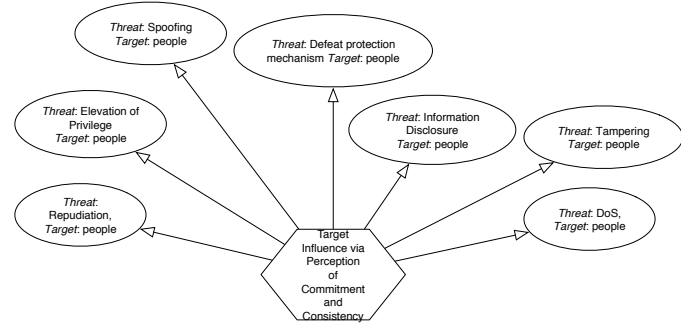 Threat: Spoofing
Target: people
Threat: Defeat protection
mechanism Target: people
Threat: Elevation of
Privilege
Target: people
Threat: Information
Disclosure
Target: people
Threat: Tampering
Target: people
Threat:
Repudiation,
Target: people
Threat: DoS,
Target: people
Target
Influence via
Perception
of
Commitment
and
Consistency